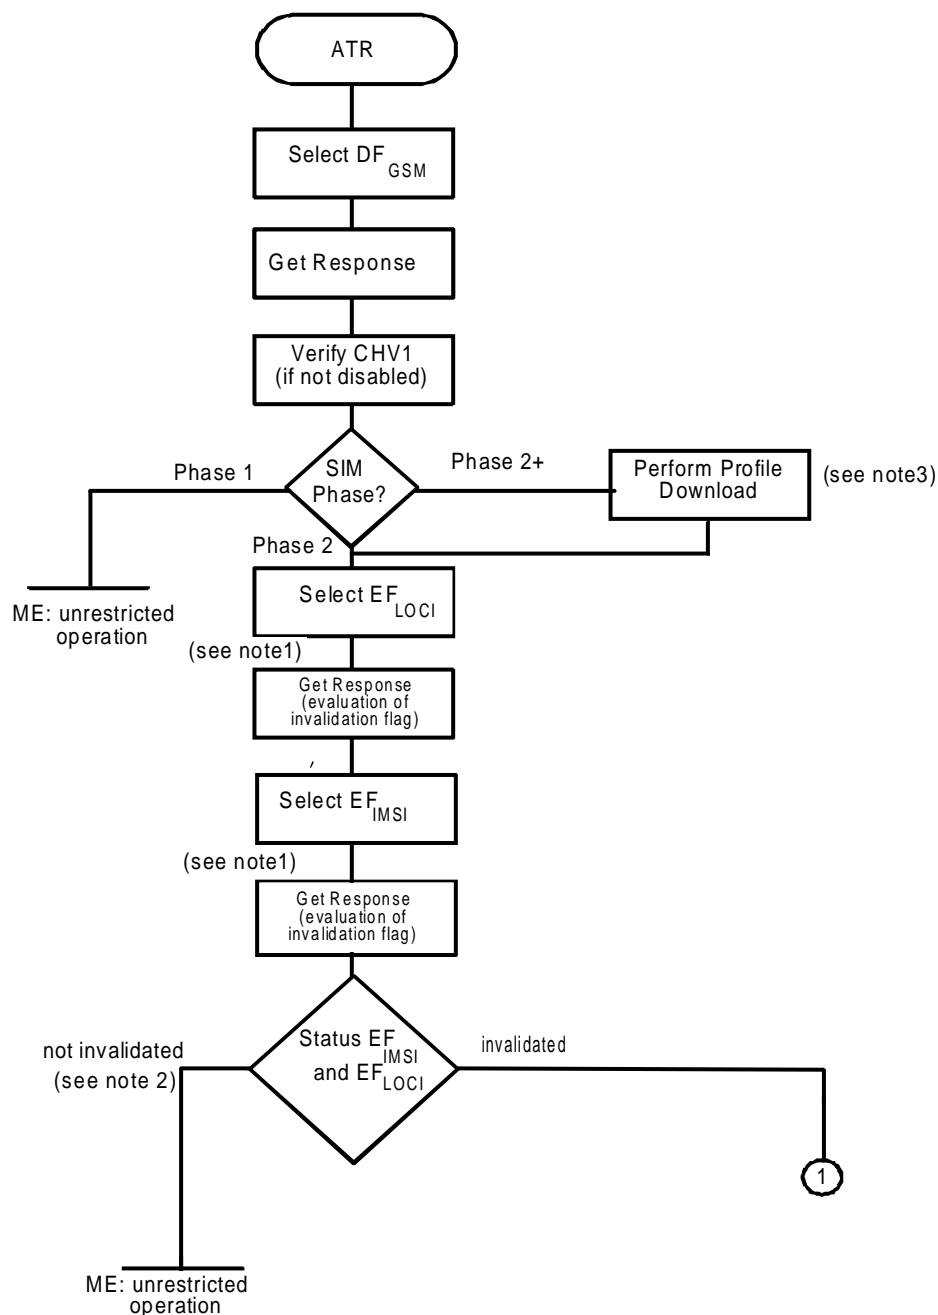 ATR
Select DF GSM
Get Response
Verify CHV1
(if not disabled)
Phase 1
SIM
Phase?
Phase 2+
Perform Profile
Download
(see note3)
Phase 2
ME: unrestricted
operation
Select EF LOCI
(see note1)
Get Response
(evaluation of
invalidation flag)
,
Select EF IMSI
(see note1)
Get Response
(evaluation of
invalidation flag)
not invalidated
(see note 2)
Status EF IMSI
and EF LOCI
invalidated
1
ME: unrestricted
operation